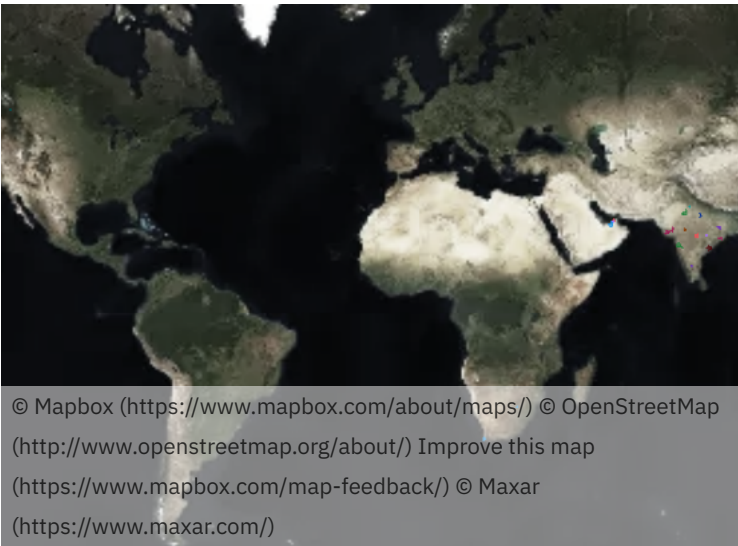 © Mapbox (https://www.mapbox.com/about/maps/) © OpenStreetMap
(http://www.openstreetmap.org/about/) Improve this map
(https://www.mapbox.com/map-feedback/) © Maxar
(https://www.maxar.com/)